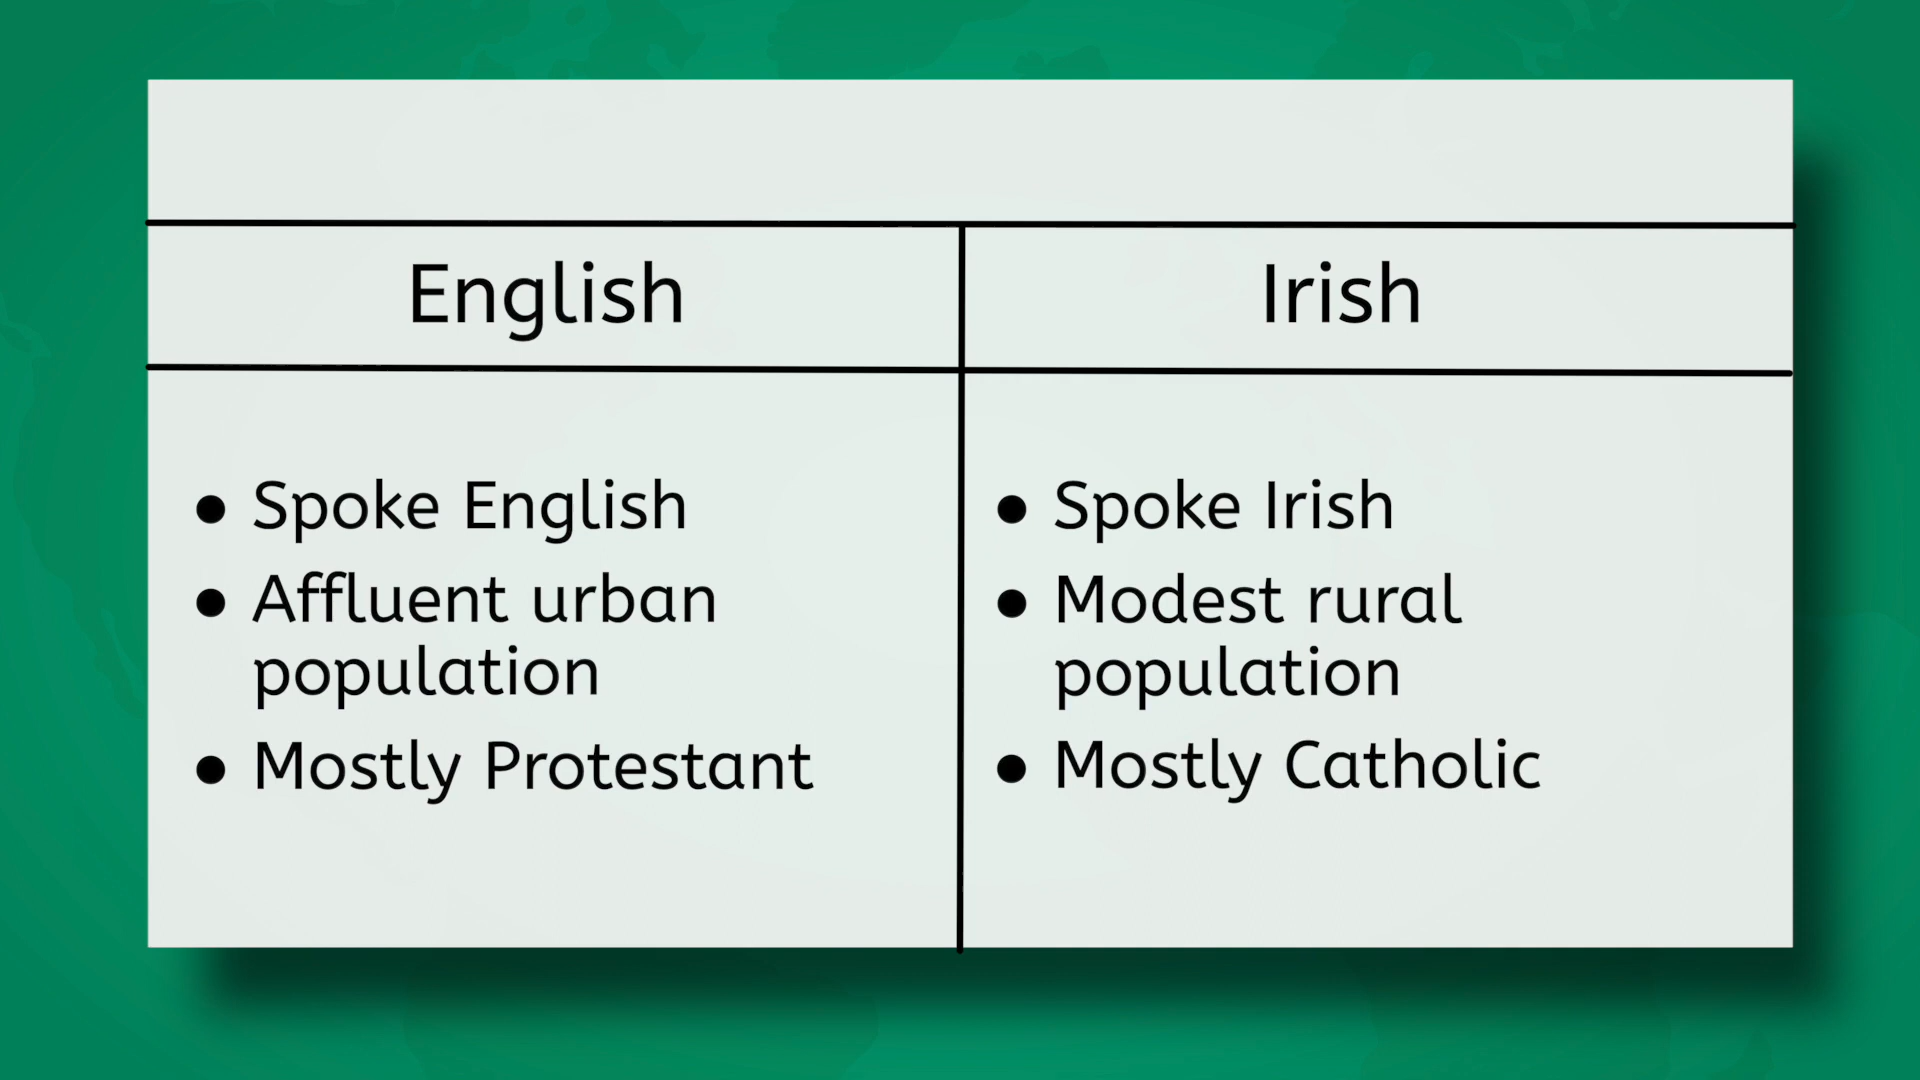 English
Irish
● Spoke English
● Affluent urban
population
● Mostly Protestant
● Spoke Irish
● Modest rural
population
● Mostly Catholic